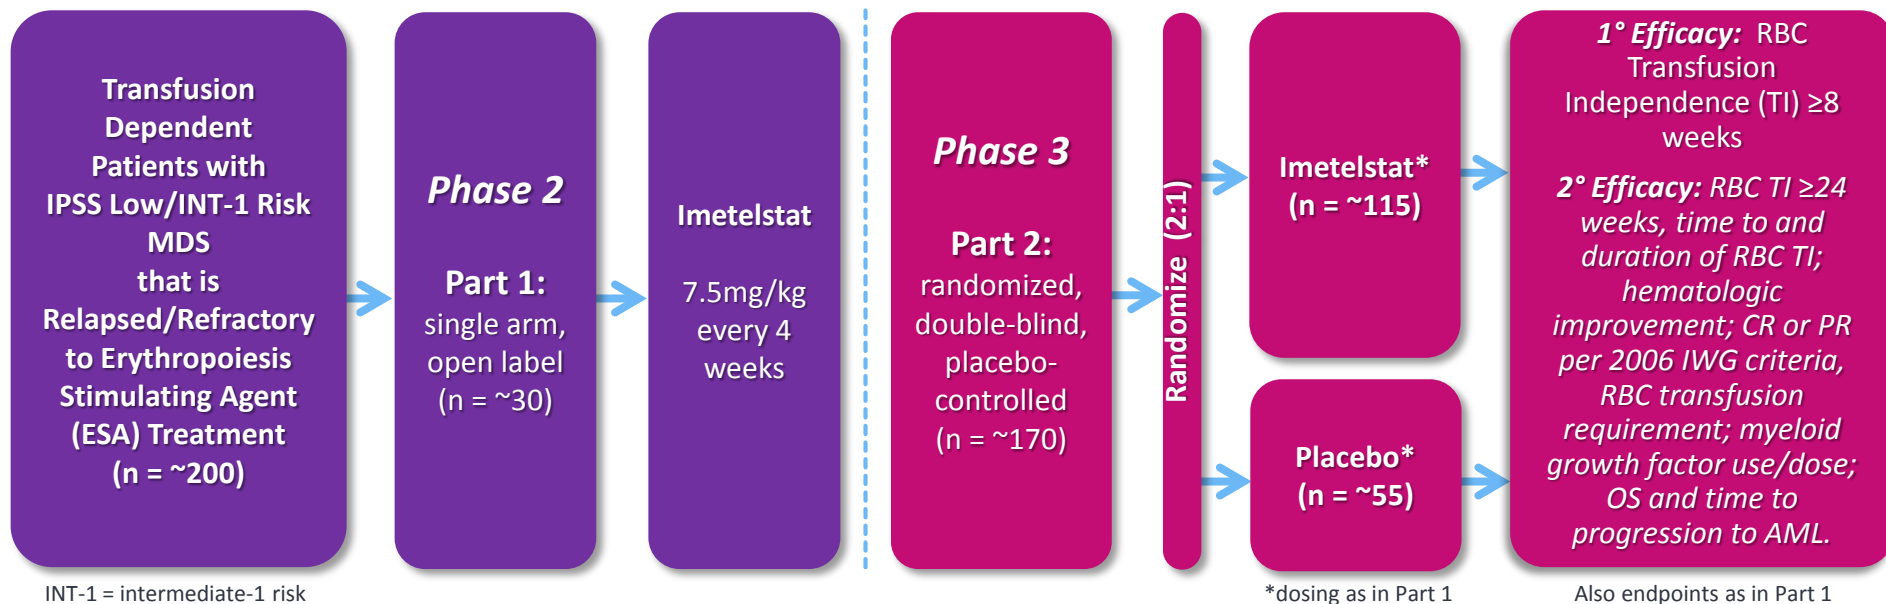 Transfusion
Dependent
Patients with
IPSS Low/INT-1 Risk
MDS
that is
Relapsed/Refractory
to Erythropoiesis
Stimulating Agent
(ESA) Treatment
(n = ~200)
INT-1 = intermediate-1 risk
Phase 2
Part 1:
single arm,
open label
(n = ~30)
Imetelstat
7.5mg/kg
every 4
weeks
Phase 3
Part 2:
randomized,
double-blind,
placebo-
controlled
(n = ~170)
Randomize (2:1)
Imetelstat*
(n = ~115)
Placebo*
(n = ~55)
*dosing as in Part 1
1° Efficacy: RBC
Transfusion
Independence (TI) ≥8
weeks
2° Efficacy: RBC TI ≥24
weeks, time to and
duration of RBC TI;
hematologic
improvement; CR or PR
per 2006 IWG criteria,
RBC transfusion
requirement; myeloid
growth factor use/dose;
OS and time to
progression to AML.
Also endpoints as in Part 1